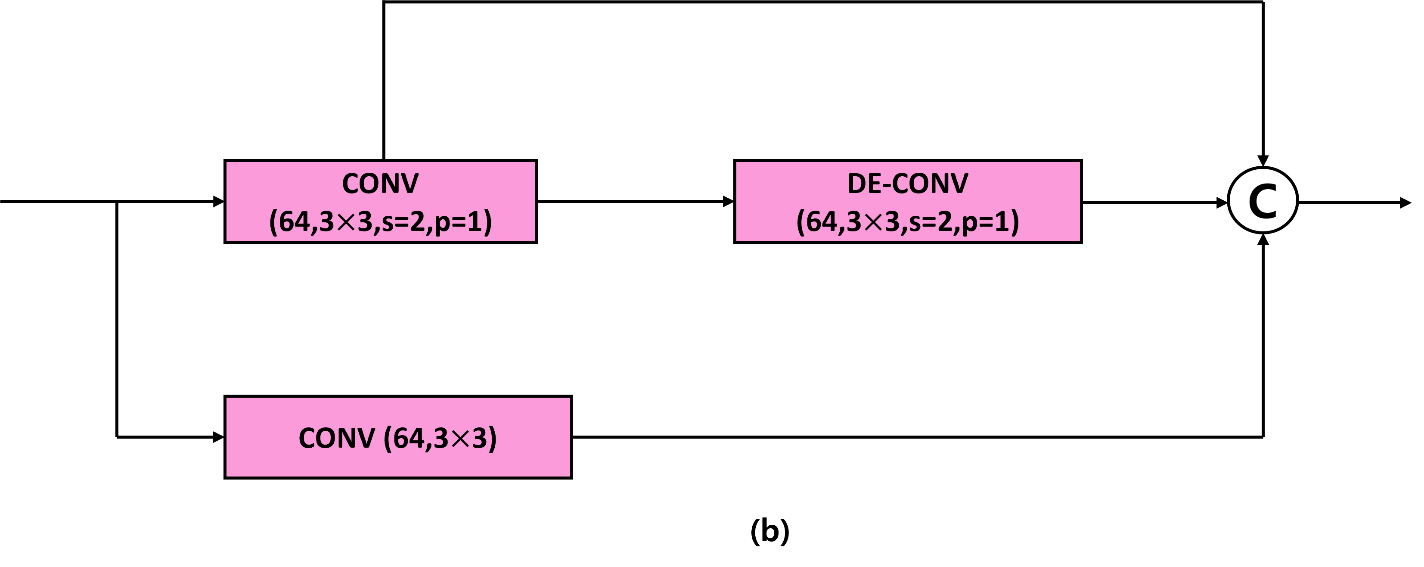 CONV
(64,3×3,s=2,p=1)
DE-CONV
(64,3×3,s=2,p=1)
C
CONV (64,3×3)
(b)